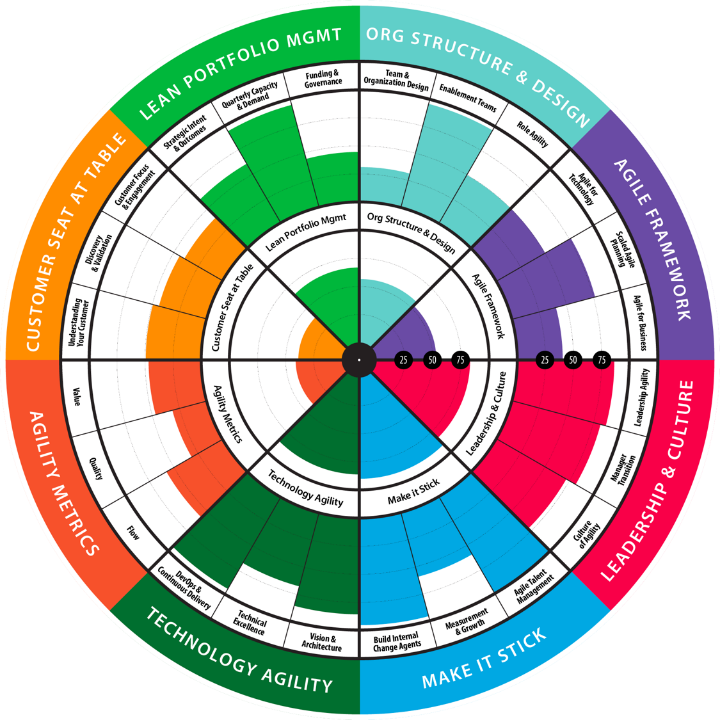 LEAN PORTFOLIO MGMT
ORG STRUCTURE & DESIGN
AGILE FRAMEWORK
LEADERSHIP & CULTURE
MAKE IT STICK
TECHNOLOGY AGILITY
AGILITY METRICS
CUSTOMER SEAT AT TABLE
Strategic Intent
& Outcomes
Quarterly Capacity
& Demand
Funding &
Governance
Team &
Organization Design
Enablement Teams
Role Agility
Agile for
Technology
Scaled Agile
Planning
Agile for Business
Leadership Agility
Manager
Transition
Culture
of Agility
Agile Talent
Management
Measurement
& Growth
Build Internal
Change Agents
Vision &
Architecture
Technical
Excellence
DevOps &
Continuous Delivery
Flow
Quality
Value
Understanding
Your Customer
Discovery
& Validation
Customer Focus
& Engagement
Lean Portfolio Mgmt
Org Structure & Design
Agile Framework
Leadership & Culture
Make it Stick
Technology Agility
Agility Metrics
Customer Seat at Table
25 50 75
25 50 75